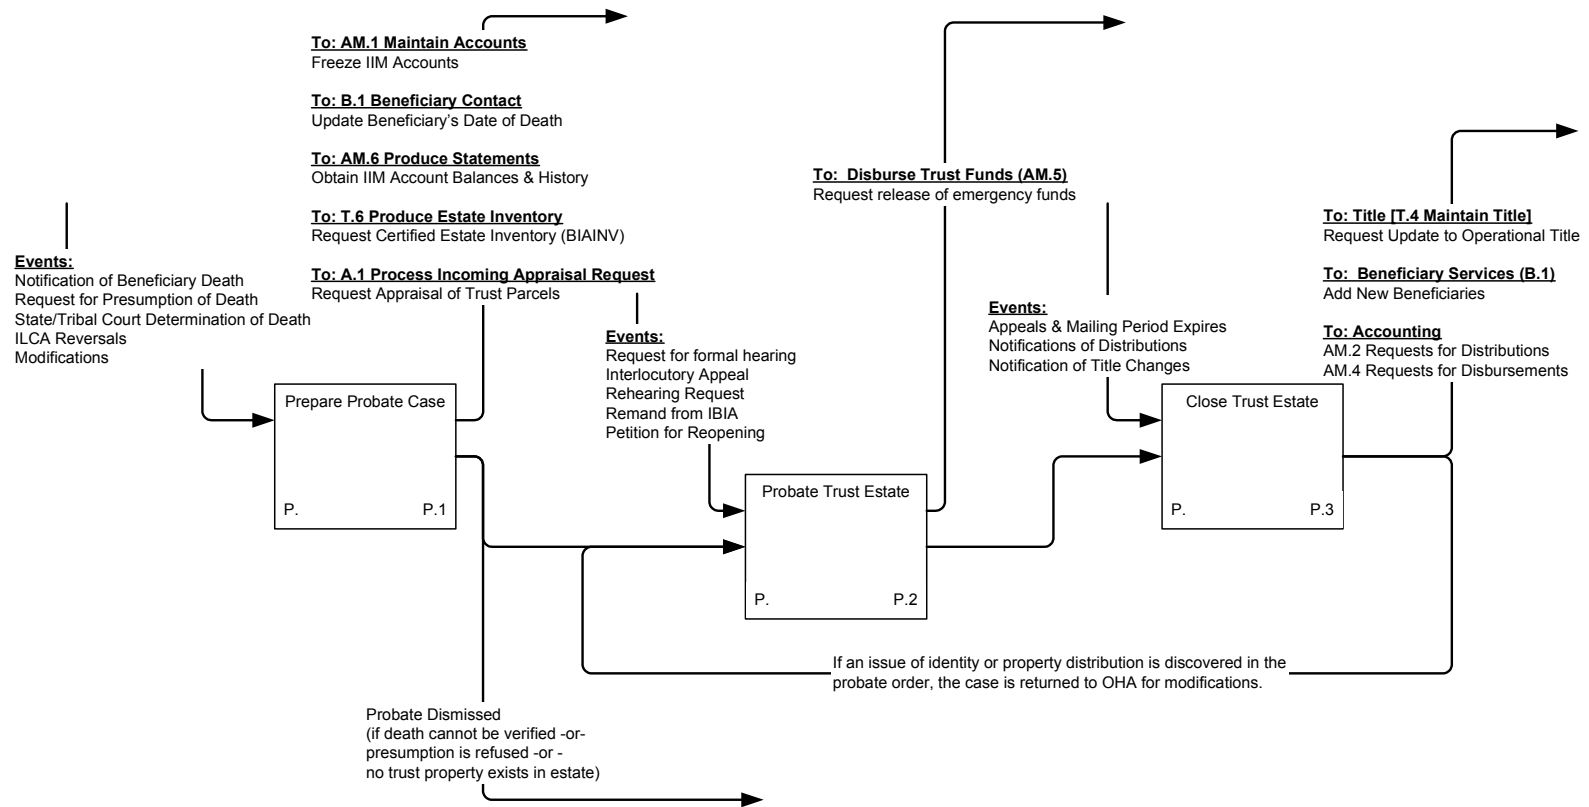 To: AM.1 Maintain Accounts
Freeze IIM Accounts
To: B.1 Beneficiary Contact
Update Beneficiary's Date of Death
To: AM.6 Produce Statements
Obtain IIM Account Balances & History
To: T.6 Produce Estate Inventory
Request Certified Estate Inventory (BIAINV)
To: A.1 Process Incoming Appraisal Request
Request Appraisal of Trust Parcels
Events:
Notification of Beneficiary Death
Request for Presumption of Death
State/Tribal Court Determination of Death
ILCA Reversals
Modifications
Prepare Probate Case
P.
P.1
Events:
Request for formal hearing
Interlocutory Appeal
Rehearing Request
Remand from IBIA
Petition for Reopening
To:  Disburse Trust Funds (AM.5)
Request release of emergency funds
Probate Trust Estate
P.
P.2
Events:
Appeals & Mailing Period Expires
Notifications of Distributions
Notification of Title Changes
Close Trust Estate
P.
P.3
To: Title [T.4 Maintain Title]
Request Update to Operational Title
To:  Beneficiary Services (B.1)
Add New Beneficiaries
To: Accounting
AM.2 Requests for Distributions
AM.4 Requests for Disbursements
If an issue of identity or property distribution is discovered in the
probate order, the case is returned to OHA for modifications.
Probate Dismissed
(if death cannot be verified -or-
presumption is refused -or -
no trust property exists in estate)